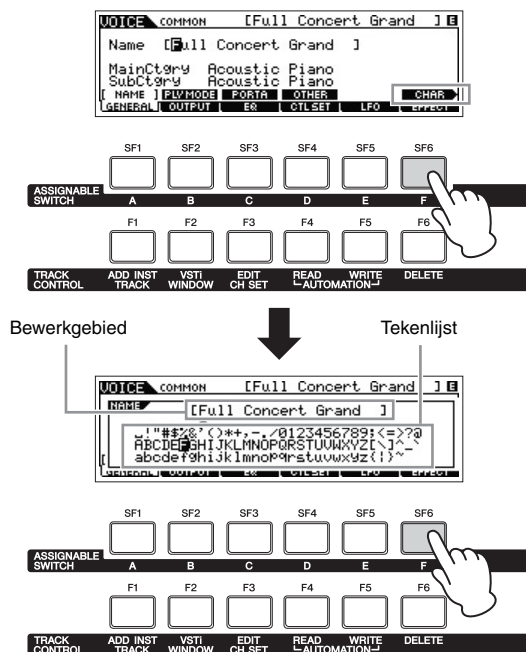 VOICE COMMON [Full Concert Grand ] E
Name [Full Concert Grand ]
MainCtgry Acoustic Piano
SubCtgry Acoustic Piano
[ NAME ] PLYMODE PORTA OTHER CHAR
GENERAL OUTPUT EQ CTLSET LFO EFFECT
SF1 SF2 SF3 SF4 SF5 SF6
ASSIGNABLE SWITCH A B C D E F
F1 F2 F3 F4 F5 F6
TRACK CONTROL ADD INST TRACK VSTi WINDOW EDIT CH SET READ WRITE AUTOMATION DELETE
Bewerkgebied Tekenlijst
VOICE COMMON [Full Concert Grand ] E
NAME
[Full Concert Grand ]
!"#$%&'()*+,-./0123456789:;<=>?@
ABCDEFGHIJKLMNOPQRSTUVWXYZ[\]^_`
abcdefghijklmnopqrstuvwxyz{|}~
GENERAL OUTPUT EQ CTLSET LFO EFFECT
SF1 SF2 SF3 SF4 SF5 SF6
ASSIGNABLE SWITCH A B C D E F
F1 F2 F3 F4 F5 F6
TRACK CONTROL ADD INST TRACK VSTi WINDOW EDIT CH SET READ WRITE AUTOMATION DELETE